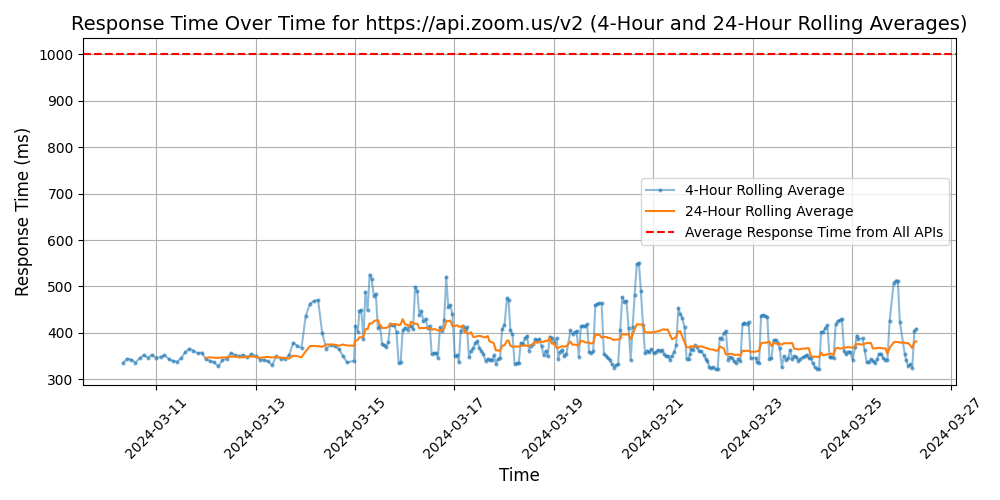 Response Time Over Time for https://api.zoom.us/v2 (4-Hour and 24-Hour Rolling Averages)
1000
900
800
700
600
500
400
300
Response Time (ms)
4-Hour Rolling Average
24-Hour Rolling Average
Average Response Time from All APIs
2024-03-11
2024-03-13
2024-03-15
2024-03-17
2024-03-19
2024-03-21
2024-03-23
2024-03-25
2024-03-27
Time